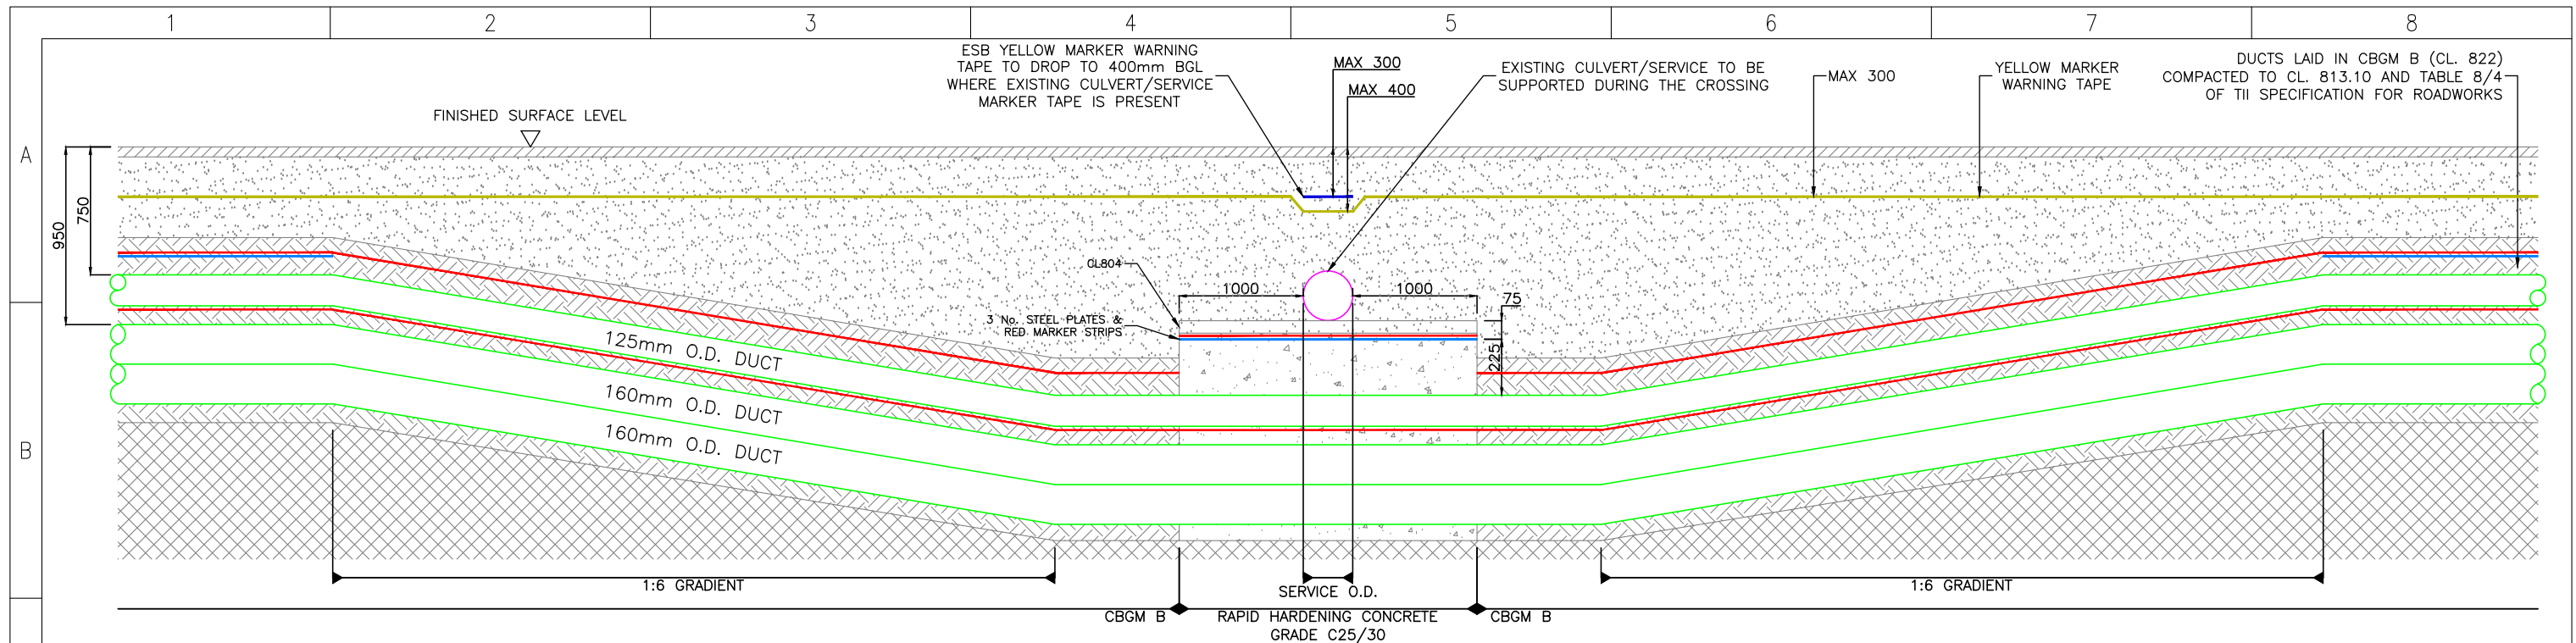 1 2 3 4 5 6 7 8
ESB YELLOW MARKER WARNING
TAPE TO DROP TO 400mm BGL
WHERE EXISTING CULVERT/SERVICE
MARKER TAPE IS PRESENT
MAX 300
MAX 400
EXISTING CULVERT/SERVICE TO BE
SUPPORTED DURING THE CROSSING
MAX 300
YELLOW MARKER
WARNING TAPE
DUCTS LAID IN CBGM B (CL. 822)
COMPACTED TO CL. 813.10 AND TABLE 8/4
OF TII SPECIFICATION FOR ROADWORKS
FINISHED SURFACE LEVEL
A
950
750
CL804
1000
1000
75
3 No. STEEL PLATES &
RED MARKER STRIPS
225
125mm O.D. DUCT
160mm O.D. DUCT
160mm O.D. DUCT
B
1:6 GRADIENT
SERVICE O.D.
1:6 GRADIENT
CBGM B
RAPID HARDENING CONCRETE
GRADE C25/30
CBGM B